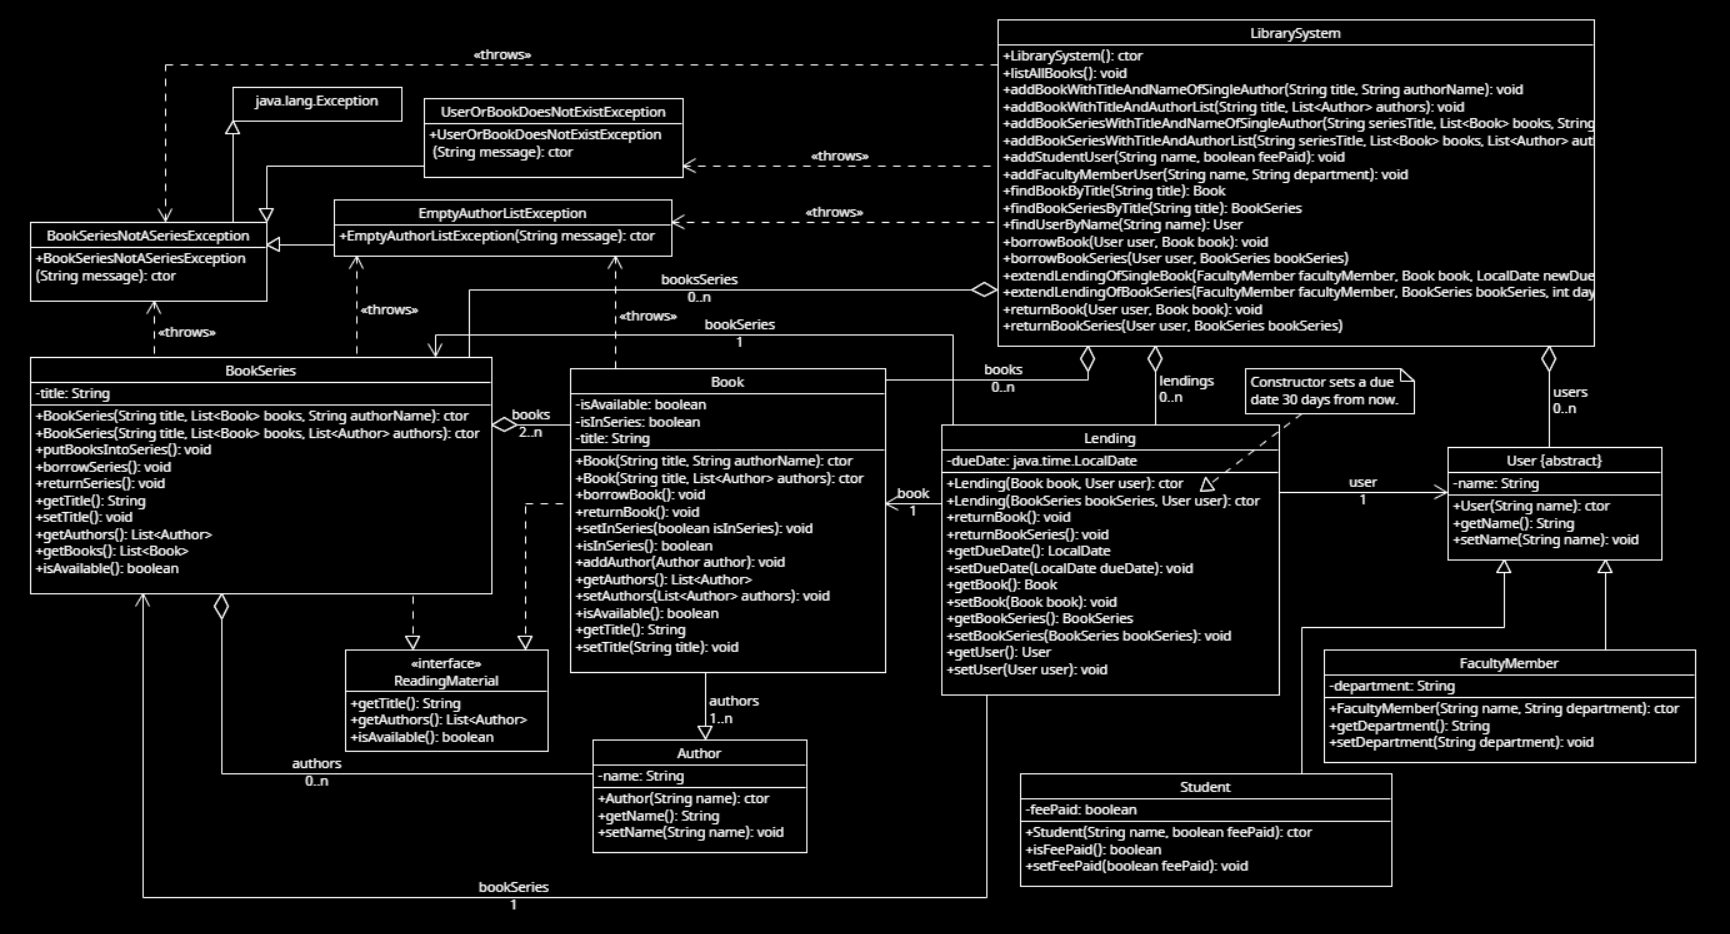 LibrarySystem
+LibrarySystem(): ctor
+listAllBooks(): void
+addBookWithTitleAndNameOfSingleAuthor(String title, String authorName): void
+addBookWithTitleAndAuthorList(String title, List<Author> authors): void
+addBookSeriesWithTitleAndNameOfSingleAuthor(String seriesTitle, List<Book> books, String
+addBookSeriesWithTitleAndAuthorList(String seriesTitle, List<Book> books, List<Author> aut
+addStudentUser(String name, boolean feePaid): void
+addFacultyMemberUser(String name, String department): void
+findBookByTitle(String title): Book
+findBookSeriesByTitle(String title): BookSeries
+findUserByName(String name): User
+borrowBook(User user, Book book): void
+borrowBookSeries(User user, BookSeries bookSeries)
+extendLendingOfSingleBook(FacultyMember facultyMember, Book book, LocalDate newDue
+extendLendingOfBookSeries(FacultyMember facultyMember, BookSeries bookSeries, int day
+returnBook(User user, Book book): void
+returnBookSeries(User user, BookSeries bookSeries)
«throws»
java.lang.Exception
UserOrBookDoesNotExistException
+UserOrBookDoesNotExistException
(String message): ctor
«throws»
EmptyAuthorListException
+EmptyAuthorListException(String message): ctor
«throws»
BookSeriesNotASeriesException
+BookSeriesNotASeriesException
(String message): ctor
booksSeries
0..n
«throws»
«throws»
«throws»
bookSeries
1
BookSeries
-title: String
+BookSeries(String title, List<Book> books, String authorName): ctor
+BookSeries(String title, List<Book> books, List<Author> authors): ctor
+putBooksIntoSeries(): void
+borrowSeries(): void
+returnSeries(): void
+getTitle(): String
+setTitle(): void
+getAuthors(): List<Author>
+getBooks(): List<Book>
+isAvailable(): boolean
books
2..n
Book
-isAvailable: boolean
-isInSeries: boolean
-title: String
+Book(String title, String authorName): ctor
+Book(String title, List<Author> authors): ctor
+borrowBook(): void
+returnBook(): void
+setInSeries(boolean isInSeries): void
+isInSeries(): boolean
+addAuthor(Author author): void
+getAuthors(): List<Author>
+setAuthors(List<Author> authors): void
+isAvailable(): boolean
+getTitle(): String
+setTitle(String title): void
books
0..n
lendings
0..n
Constructor sets a due
date 30 days from now.
users
0..n
Lending
-dueDate: java.time.LocalDate
+Lending(Book book, User user): ctor
+Lending(BookSeries bookSeries, User user): ctor
+returnBook(): void
+returnBookSeries(): void
+getDueDate(): LocalDate
+setDueDate(LocalDate dueDate): void
+getBook(): Book
+setBook(Book book): void
+getBookSeries(): BookSeries
+setBookSeries(BookSeries bookSeries): void
+getUser(): User
+setUser(User user): void
book
1
user
1
User {abstract}
-name: String
+User(String name): ctor
+getName(): String
+setName(String name): void
«interface»
ReadingMaterial
+getTitle(): String
+getAuthors(): List<Author>
+isAvailable(): boolean
authors
1..n
FacultyMember
-department: String
+FacultyMember(String name, String department): ctor
+getDepartment(): String
+setDepartment(String department): void
authors
0..n
Author
-name: String
+Author(String name): ctor
+getName(): String
+setName(String name): void
Student
-feePaid: boolean
+Student(String name, boolean feePaid): ctor
+isFeePaid(): boolean
+setFeePaid(boolean feePaid): void
bookSeries
1